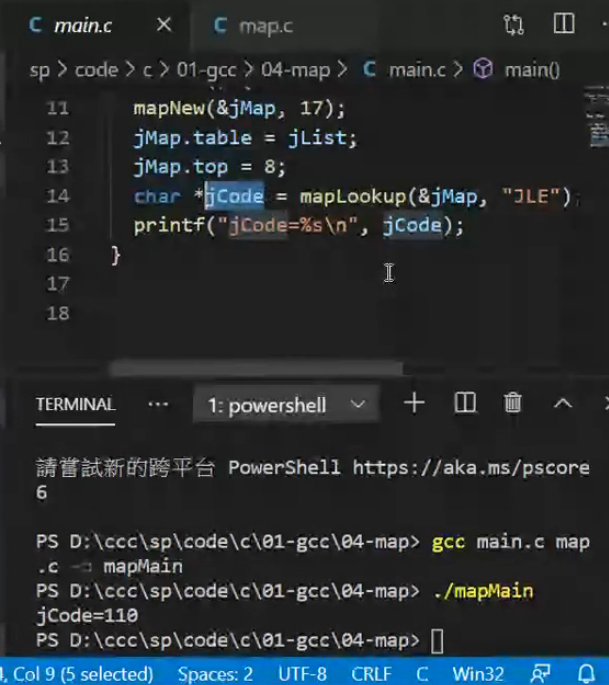 main.c
map.c
sp > code > c > 01-gcc > 04-map > C main.c > main()
11 mapNew(&jMap, 17);
12 jMap.table = jList;
13 jMap.top = 8;
14 char *jCode = mapLookup(&jMap, "JLE")
15 printf("jCode=%s\n", jCode);
16 }
17
18
TERMINAL ··· 1: powershell
請嘗試新的跨平台 PowerShell https://aka.ms/pscore
6
PS D:\ccc\sp\code\c\01-gcc\04-map> gcc main.c map
.c -o mapMain
PS D:\ccc\sp\code\c\01-gcc\04-map> ./mapMain
jCode=110
PS D:\ccc\sp\code\c\01-gcc\04-map>
4, Col 9 (5 selected) Spaces: 2 UTF-8 CRLF C Win32